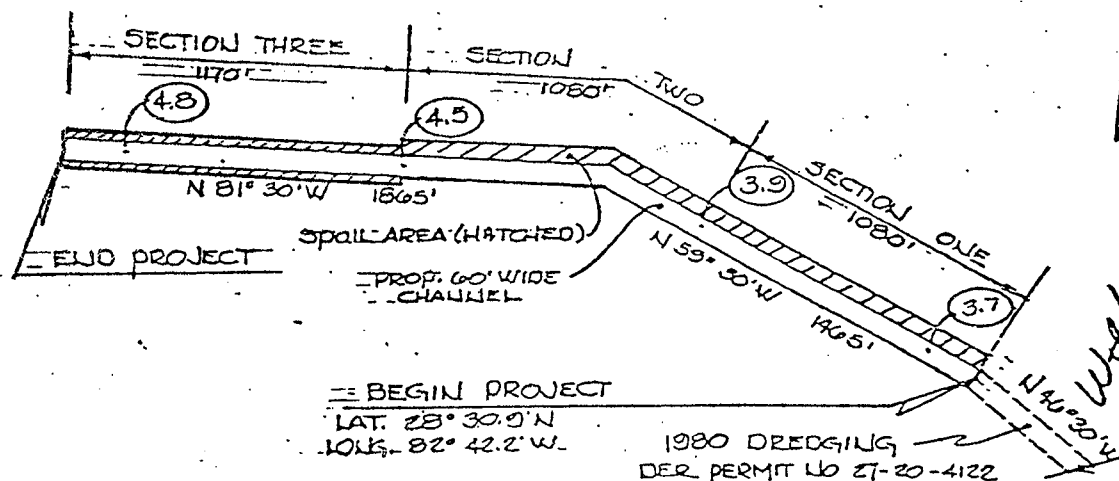 SECTION THREE
1170'
SECTION TWO
1080'
SECTION ONE
1080'
4.8
4.5
3.9
3.7
N 81° 30' W
1865'
SPOIL AREA (HATCHED)
END PROJECT
PROP. 60' WIDE
CHANNEL
N 59° 30' W
1465'
BEGIN PROJECT
LAT. 28° 30.9' N
LONG. 82° 42.2' W
N 46° 30' W
1980 DREDGING
DER PERMIT NO 27-20-4122